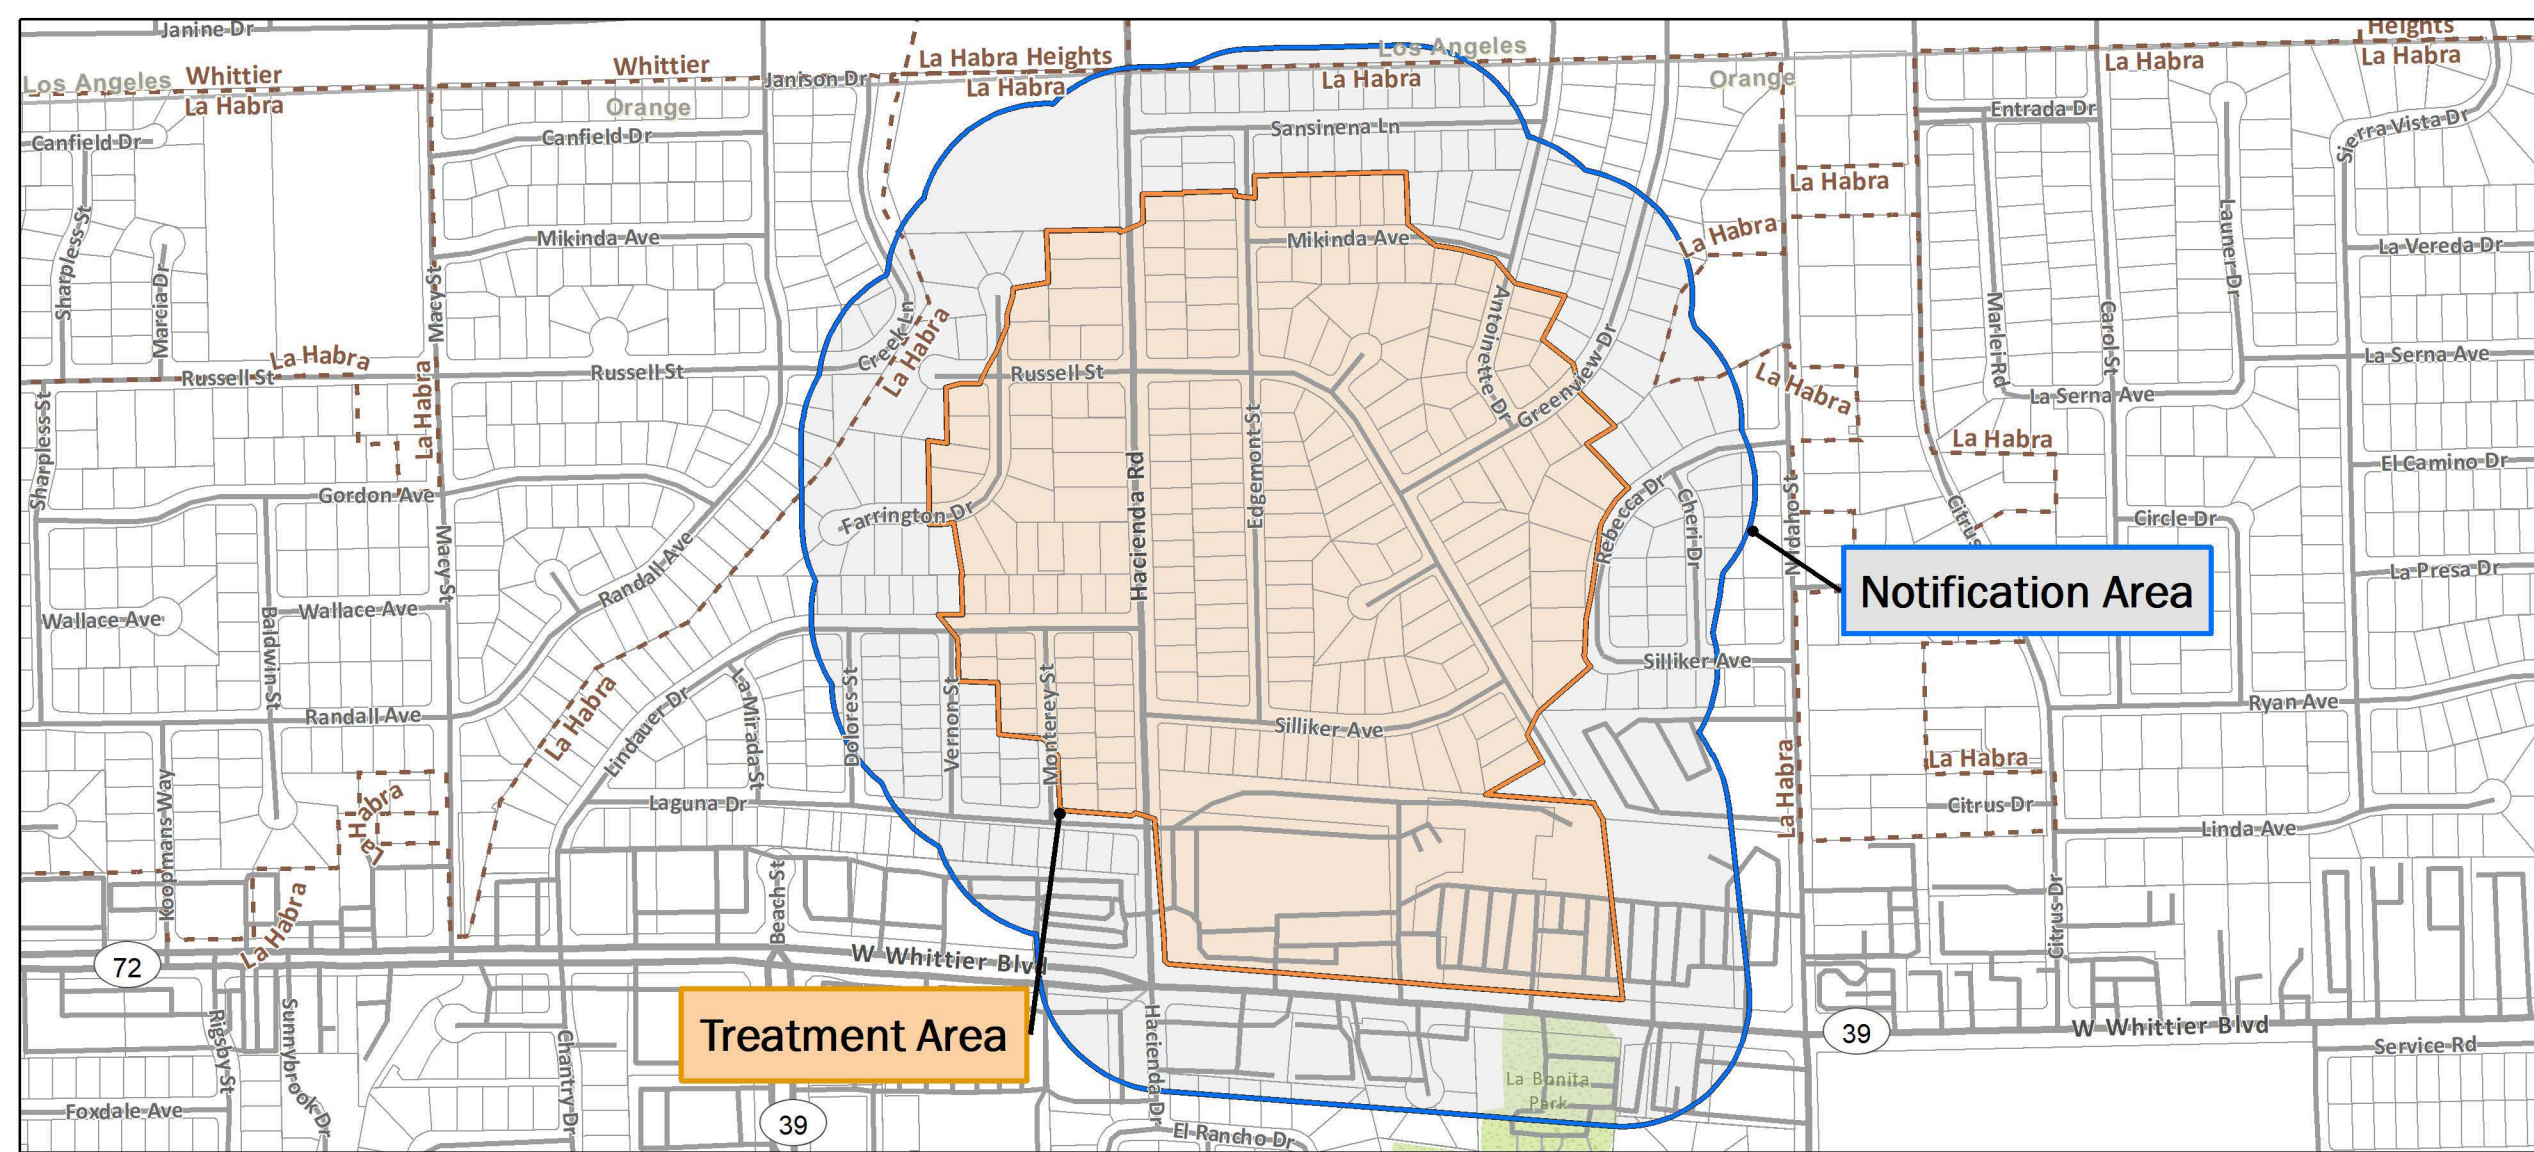 Janine Dr
Heights
Los Angeles
Whittier
La Habra
Whittier
Orange
Janison Dr
La Habra Heights
La Habra
Los Angeles
La Habra
Orange
La Habra
La Habra
Canfield Dr
Canfield Dr
Sansinena Ln
Entrada Dr
Sierra Vista Dr
La Habra
Sharpless St
Marcia Dr
Macy St
Mikinda Ave
Mikinda Ave
La Habra
Launer Dr
La Vereda Dr
La Habra
Russell St
La Habra
Russell St
Creek Ln
La Habra
Russell St
Antoinette Dr
Greenview Dr
La Habra
Marlei Rd
Carol St
La Serna Ave
La Serna Ave
Sharpless St
Gordon Ave
Farrington Dr
Hacienda Rd
Edgemont St
Rebecca Dr
Cheri Dr
N Idaho St
La Habra
Citrus
Circle Dr
El Camino Dr
La Presa Dr
Notification Area
Macy St
Randall Ave
Wallace Ave
Baldwin St
Wallace Ave
Silliker Ave
Randall Ave
La Habra
Lindauer Dr
La Mirada St
Dolores St
Vernon St
Monterey St
Silliker Ave
Ryan Ave
La Habra
La Habra
Citrus Dr
Linda Ave
Koopmans Way
La Habra
La Habra
Laguna Dr
Beach St
Citrus Dr
72
W Whittier Blvd
Treatment Area
39
W Whittier Blvd
Service Rd
Rigsby St
Sunnybrook Dr
Chantry Dr
Hacienda Dr
La Bonita
Park
Foxdale Ave
39
El Rancho Dr